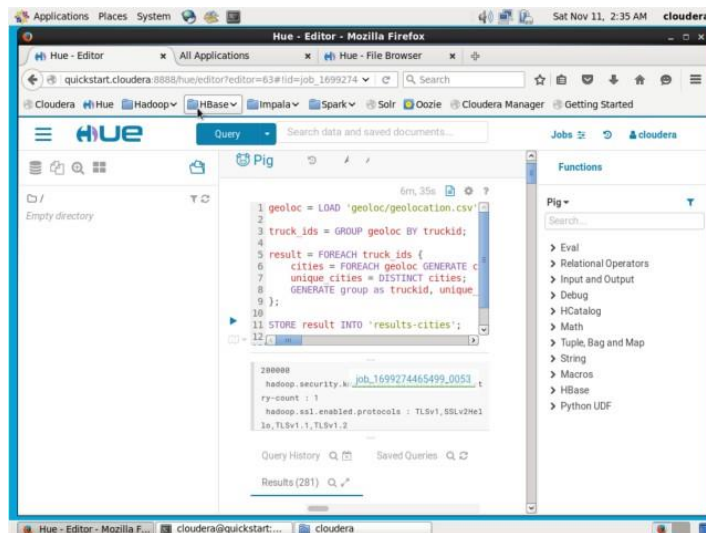 Applications Places System Sat Nov 11, 2:35 AM cloudera
Hue - Editor - Mozilla Firefox
Hue - Editor × All Applications × Hue - File Browser ×
quickstart.cloudera:8888/hue/editor?editor=63#!id=job_1699274 Search
Cloudera Hue Hadoop HBase Impala Spark Solr Oozie Cloudera Manager Getting Started
HUE Query Search data and saved documents... Jobs cloudera
Pig
Functions
/
Empty directory
6m, 35s ?
1 geoloc = LOAD 'geoloc/geolocation.csv'
2
3 truck_ids = GROUP geoloc BY truckid;
4
5 result = FOREACH truck_ids {
6 cities = FOREACH geoloc GENERATE c
7 unique_cities = DISTINCT cities;
8 GENERATE group as truckid, unique_
9 };
10
11 STORE result INTO 'results-cities';
12
200000
hadoop.security.k job_1699274465499_0053 t
ry-count : 1
hadoop.ssl.enabled.protocols : TLSv1,SSLv2Hel
lo,TLSv1.1,TLSv1.2
Query History Saved Queries
Results (281)
Pig
Search...
Eval
Relational Operators
Input and Output
Debug
HCatalog
Math
Tuple, Bag and Map
String
Macros
HBase
Python UDF
Hue - Editor - Mozilla F... cloudera@quickstart:... cloudera